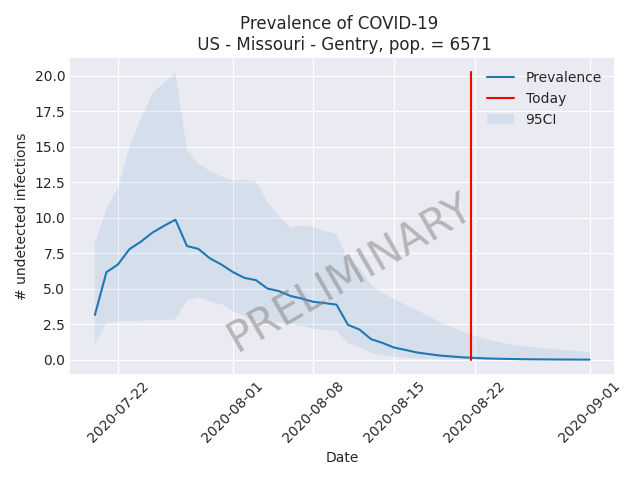 Prevalence of COVID-19
US - Missouri - Gentry, pop. = 6571
# undetected infections
20.0
17.5
15.0
12.5
10.0
7.5
5.0
2.5
0.0
Prevalence
Today
95CI
PRELIMINARY
2020-07-22
2020-08-01
2020-08-08
2020-08-15
2020-08-22
2020-09-01
Date